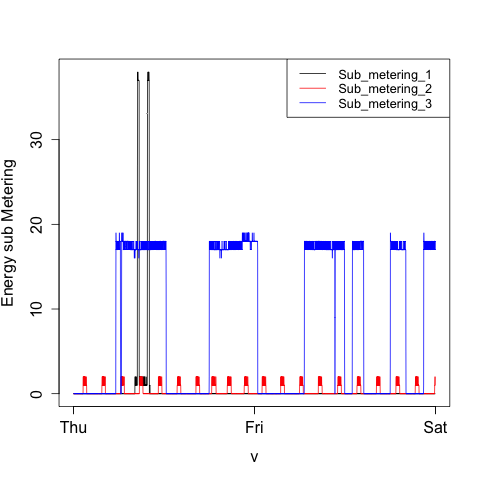 Sub_metering_1
Sub_metering_2
Sub_metering_3
Energy sub Metering
30
20
10
0
Thu Fri Sat
v